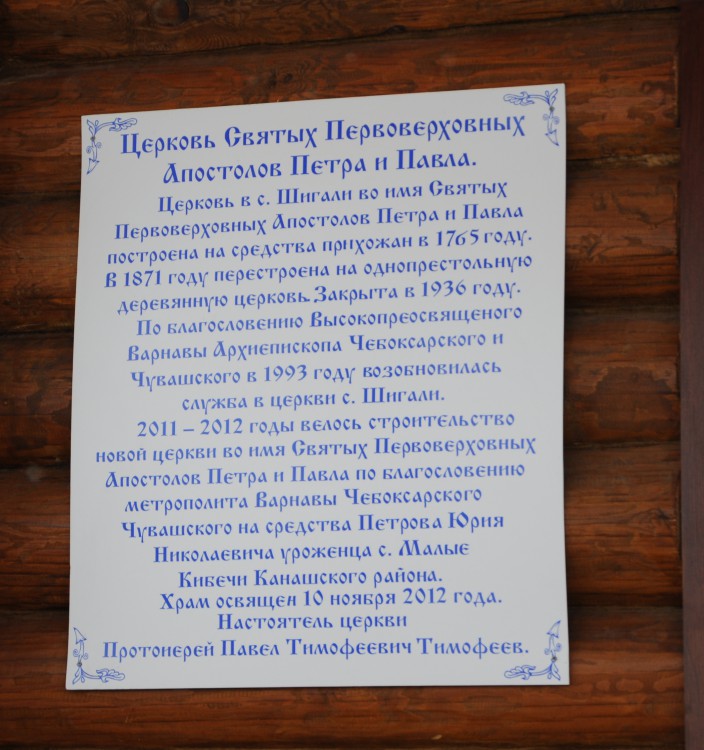 Церковь Святых Первоверховных
Апостолов Петра и Павла.
Церковь в с. Шигали во имя Святых
Первоверховных Апостолов Петра и Павла
построена на средства прихожан в 1765 году.
В 1871 году перестроена на однопрестольную
деревянную церковь. Закрыта в 1936 году.
По благословению Высокопреосвященого
Варнавы Архиепископа Чебоксарского и
Чувашского в 1993 году возобновилась
служба в церкви с. Шигали.
2011 – 2012 годы велось строительство
новой церкви во имя Святых Первоверховных
Апостолов Петра и Павла по благословению
метрополита Варнавы Чебоксарского
Чувашского на средства Петрова Юрия
Николаевича уроженца с. Малые
Кибечи Канашского района.
Храм освящен 10 ноября 2012 года.
Настоятель церкви
Протоиерей Павел Тимофеевич Тимофеев.